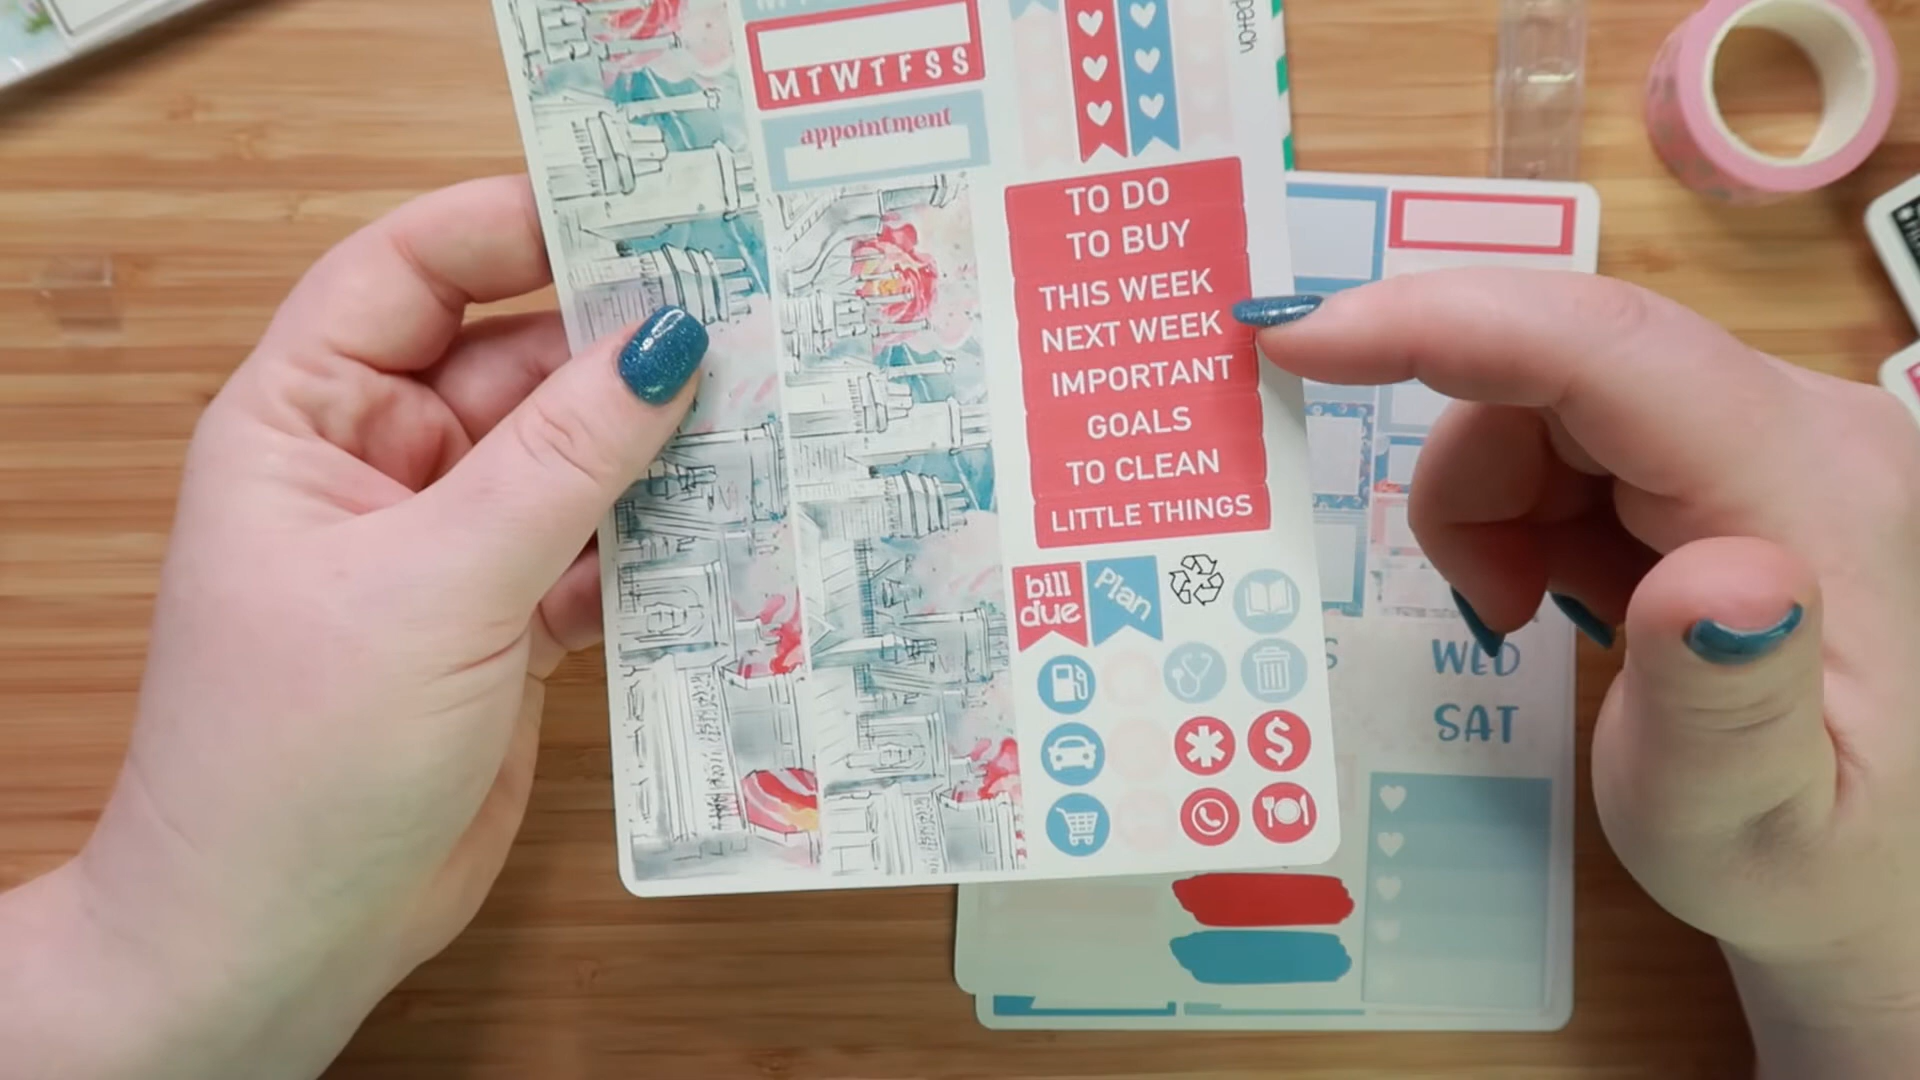 MTWTFSS
appointment
patch
TO DO
TO BUY
THIS WEEK
NEXT WEEK
IMPORTANT
GOALS
TO CLEAN
LITTLE THINGS
bill
due
Plan
$
S
WED
SAT